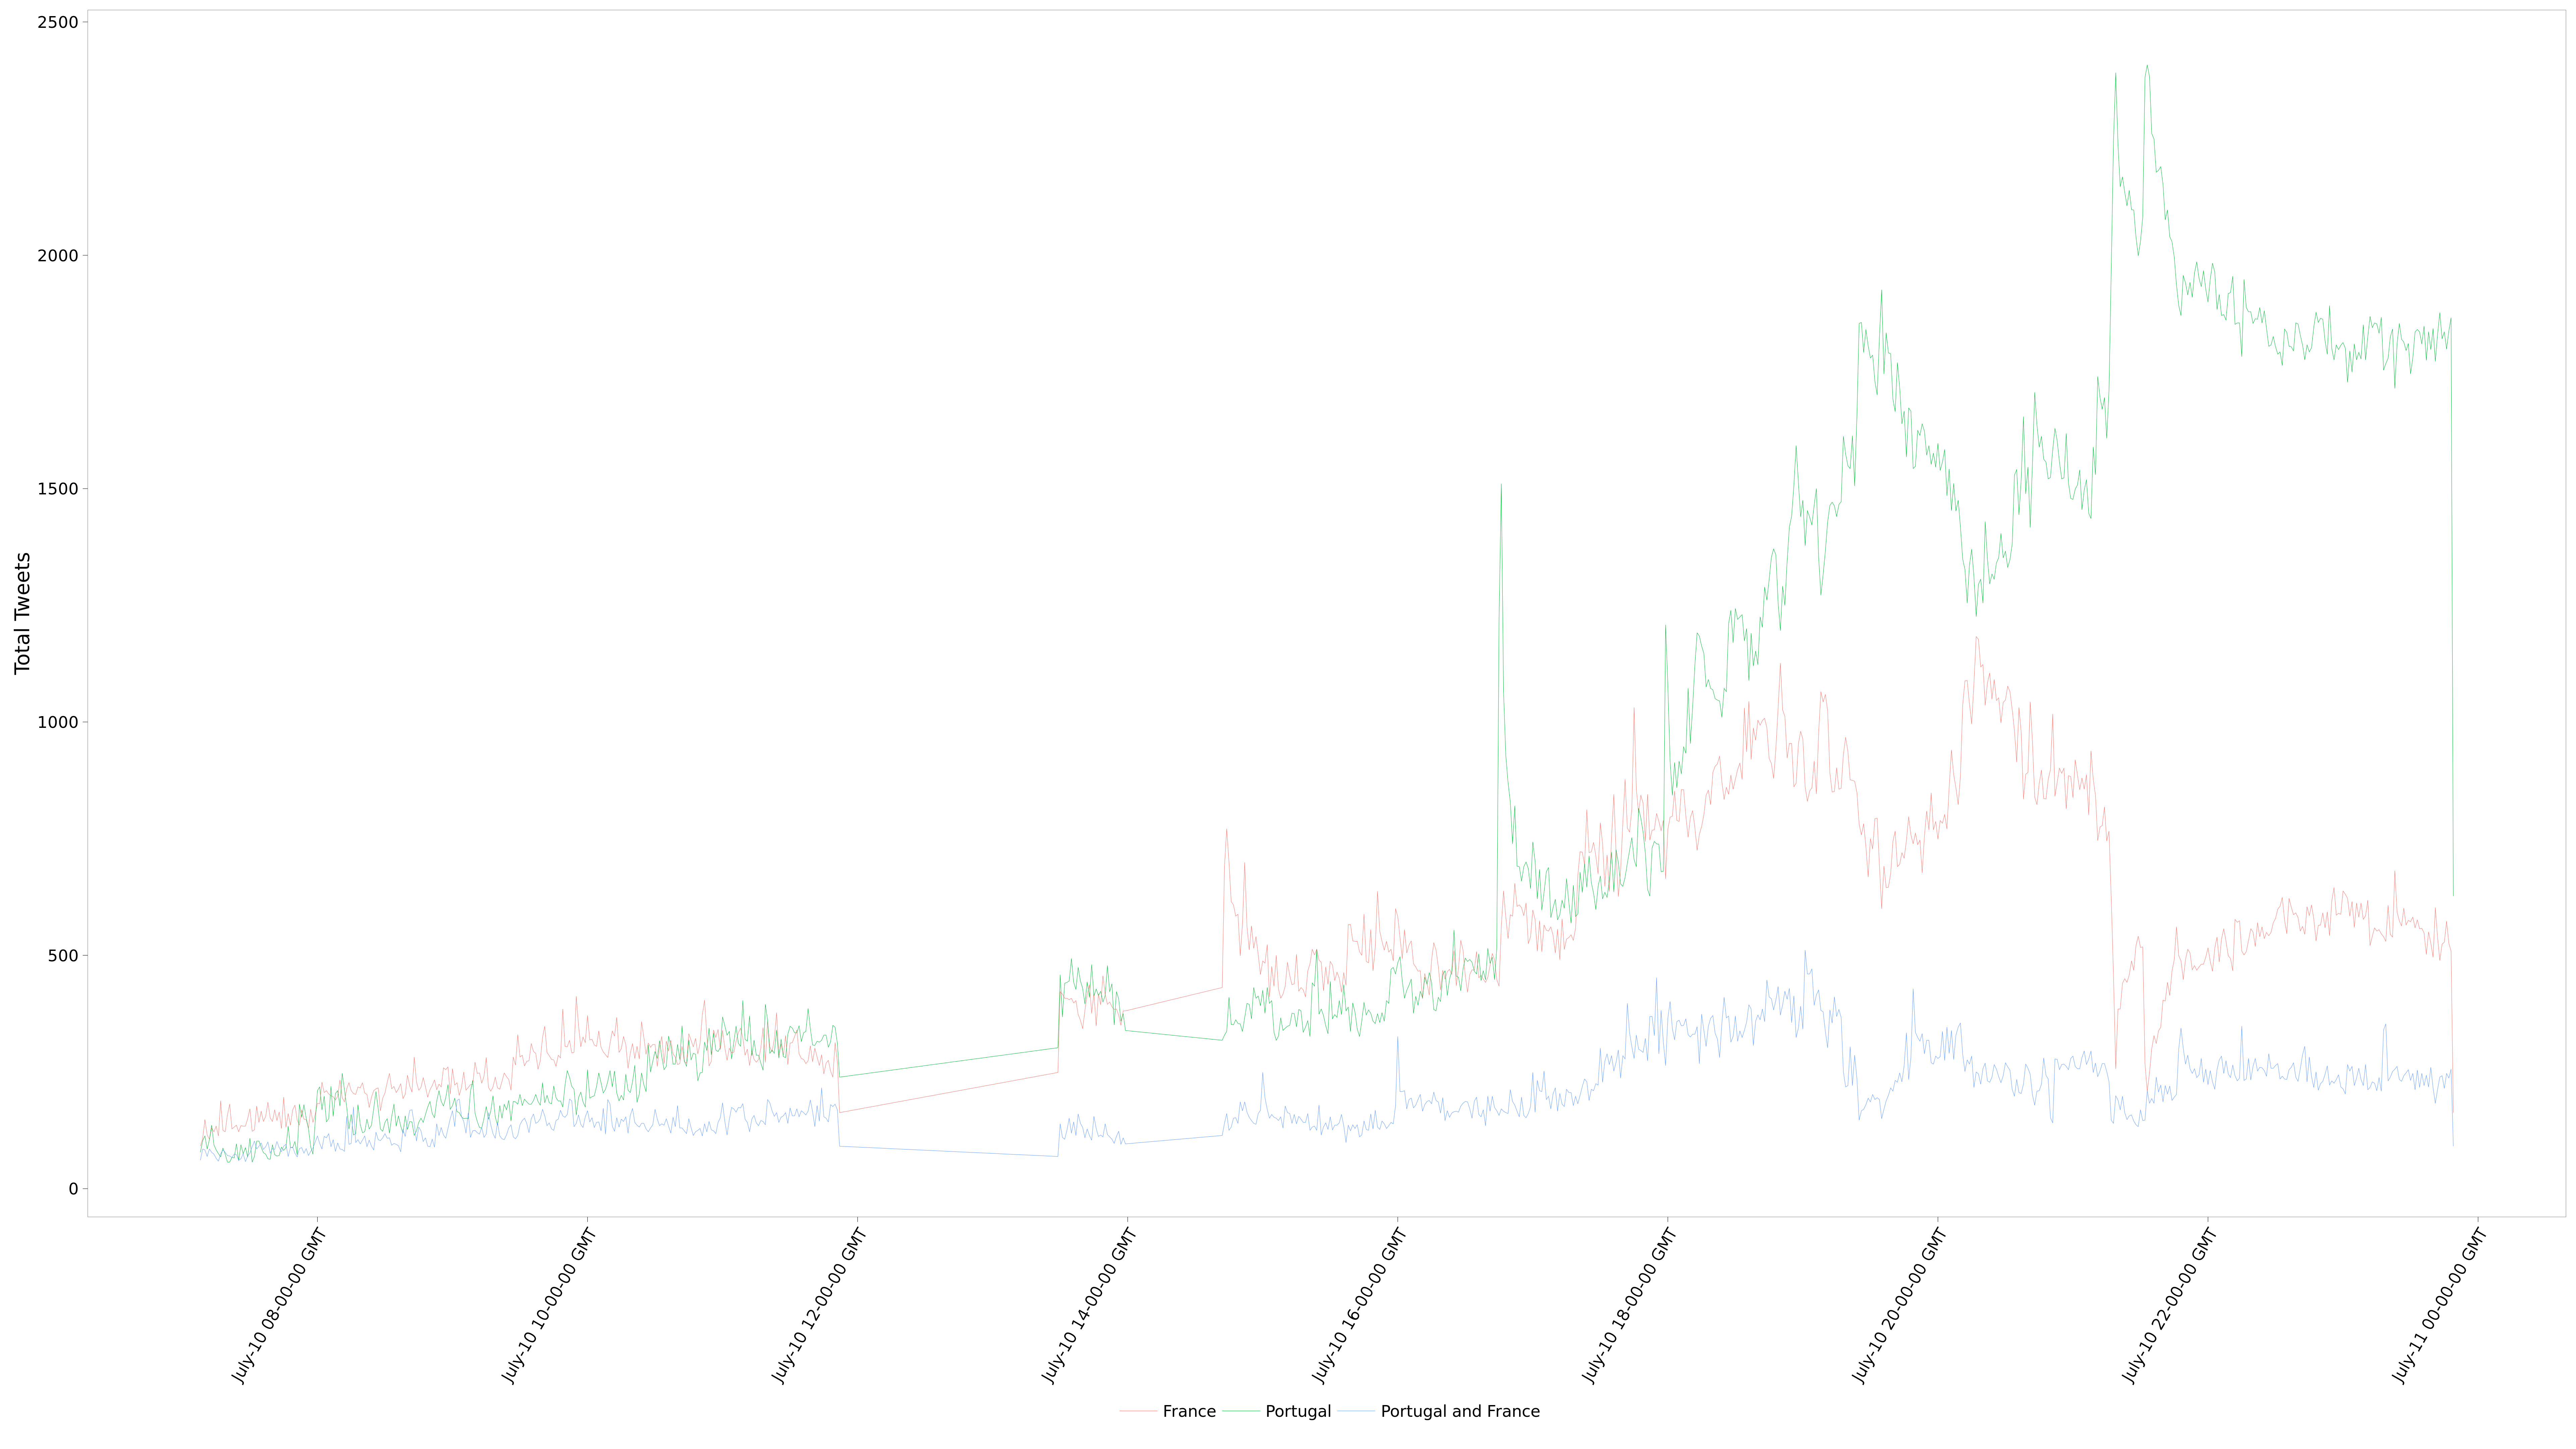 Total Tweets
2500
2000
1500
1000
500
0
July-10 08-00-00 GMT
July-10 10-00-00 GMT
July-10 12-00-00 GMT
July-10 14-00-00 GMT
July-10 16-00-00 GMT
July-10 18-00-00 GMT
July-10 20-00-00 GMT
July-10 22-00-00 GMT
July-11 00-00-00 GMT
France Portugal Portugal and France